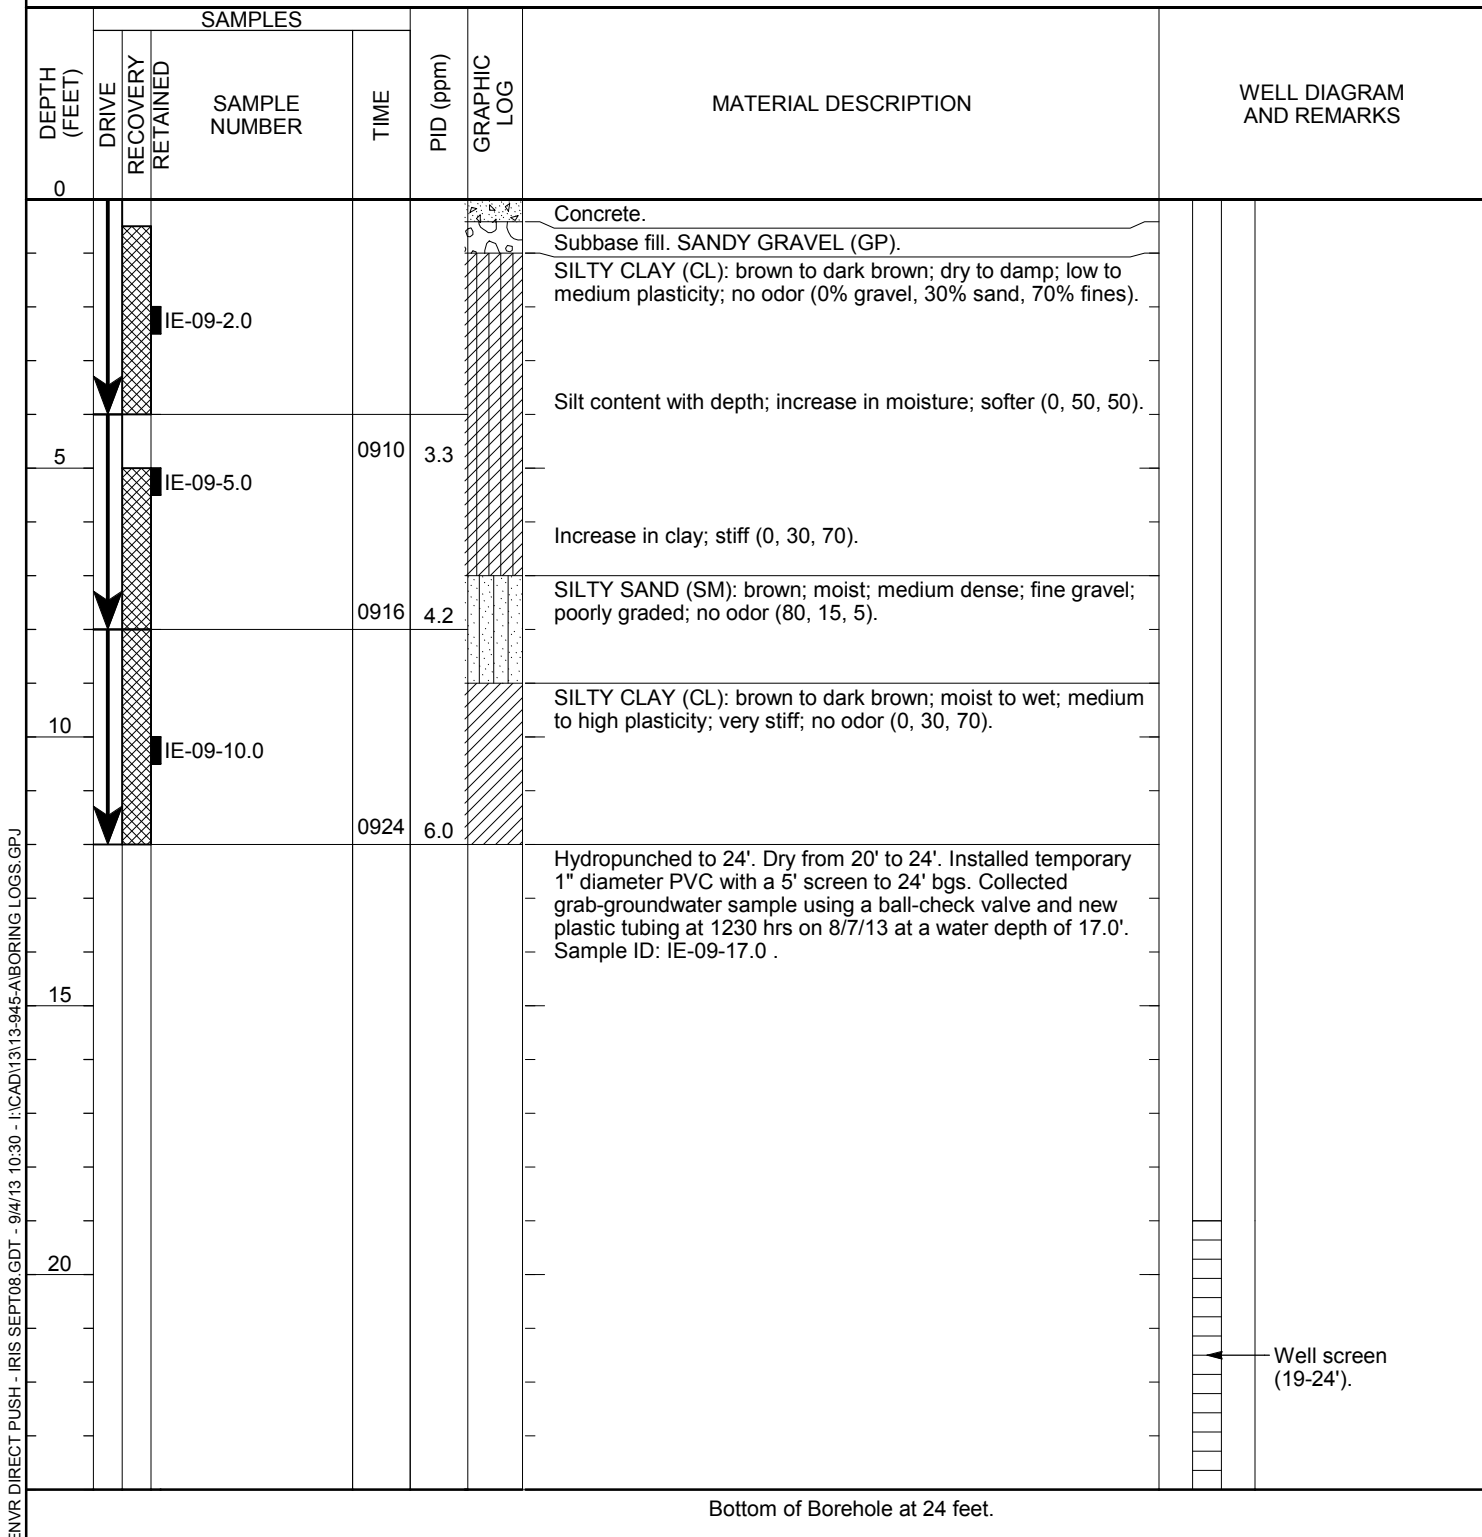 SAMPLES
DEPTH
(FEET)
DRIVE
RECOVERY
RETAINED
SAMPLE
NUMBER
TIME
PID (ppm)
GRAPHIC
LOG
MATERIAL DESCRIPTION
WELL DIAGRAM
AND REMARKS
0
Concrete.
Subbase fill. SANDY GRAVEL (GP).
SILTY CLAY (CL): brown to dark brown; dry to damp; low to
medium plasticity; no odor (0% gravel, 30% sand, 70% fines).
IE-09-2.0
Silt content with depth; increase in moisture; softer (0, 50, 50).
0910
3.3
5
IE-09-5.0
Increase in clay; stiff (0, 30, 70).
SILTY SAND (SM): brown; moist; medium dense; fine gravel;
poorly graded; no odor (80, 15, 5).
0916
4.2
SILTY CLAY (CL): brown to dark brown; moist to wet; medium
to high plasticity; very stiff; no odor (0, 30, 70).
10
IE-09-10.0
0924
6.0
Hydropunched to 24'. Dry from 20' to 24'. Installed temporary
1" diameter PVC with a 5' screen to 24' bgs. Collected
grab-groundwater sample using a ball-check valve and new
plastic tubing at 1230 hrs on 8/7/13 at a water depth of 17.0'.
Sample ID: IE-09-17.0 .
15
20
Well screen
(19-24').
Bottom of Borehole at 24 feet.
ENVR DIRECT PUSH - IRIS SEPT08.GDT - 9/4/13 10:30 - I:\CAD\13\13-945-A\BORING LOGS.GPJ